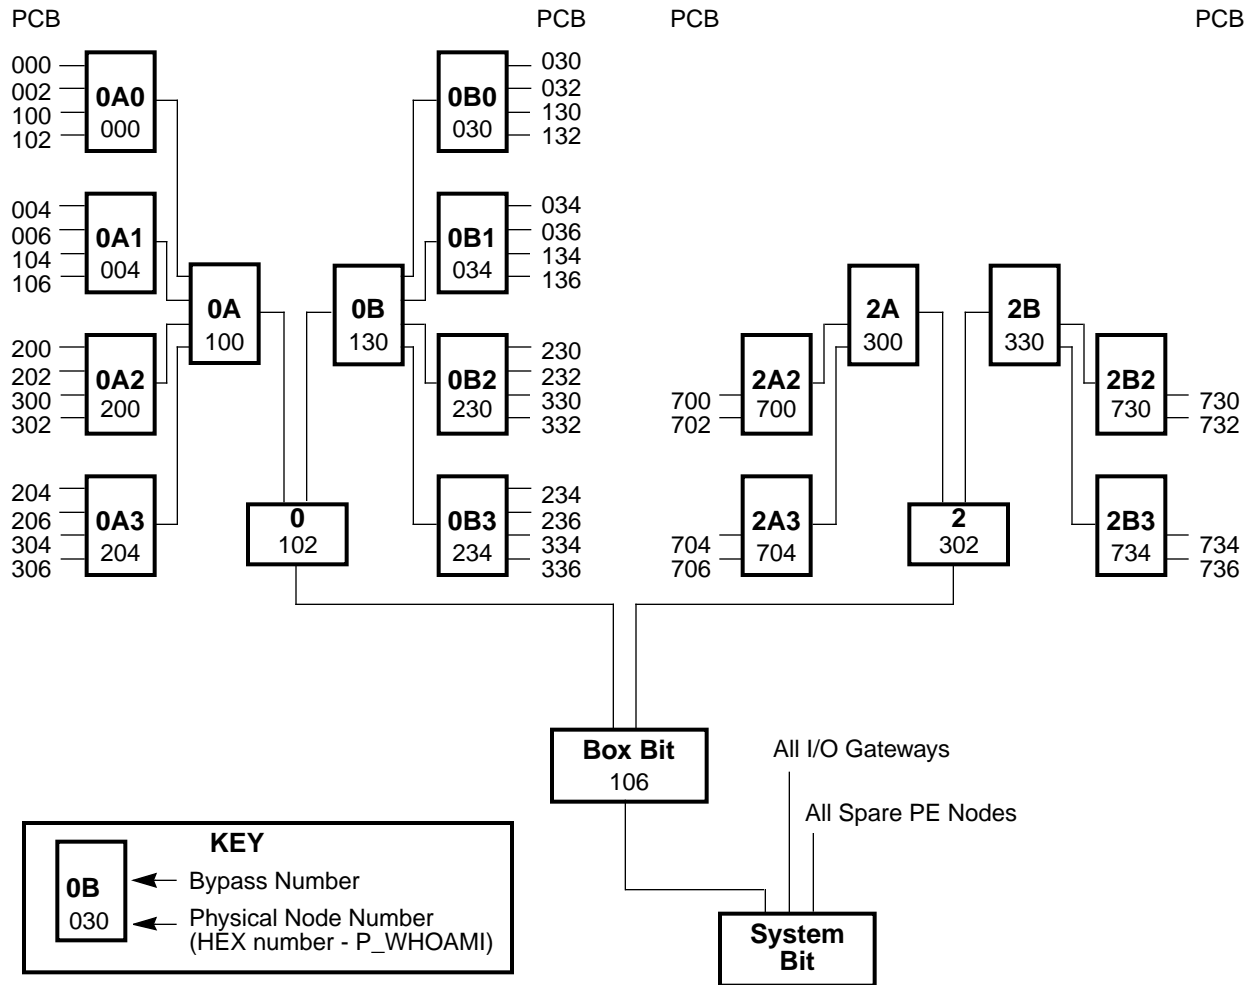 PCB PCB PCB PCB
000
002
100
102
0A0
000
004
006
104
106
0A1
004
200
202
300
302
0A2
200
204
206
304
306
0A3
204
0A
100
0B
130
0
102
0B0
030
030
032
130
132
0B1
034
034
036
134
136
0B2
230
230
232
330
332
0B3
234
234
236
334
336
2A
300
2B
330
700
702
2A2
700
704
706
2A3
704
2
302
2B2
730
730
732
2B3
734
734
736
Box Bit
106
All I/O Gateways
All Spare PE Nodes
System
Bit
KEY
0B
030
Bypass Number
Physical Node Number
(HEX number - P_WHOAMI)